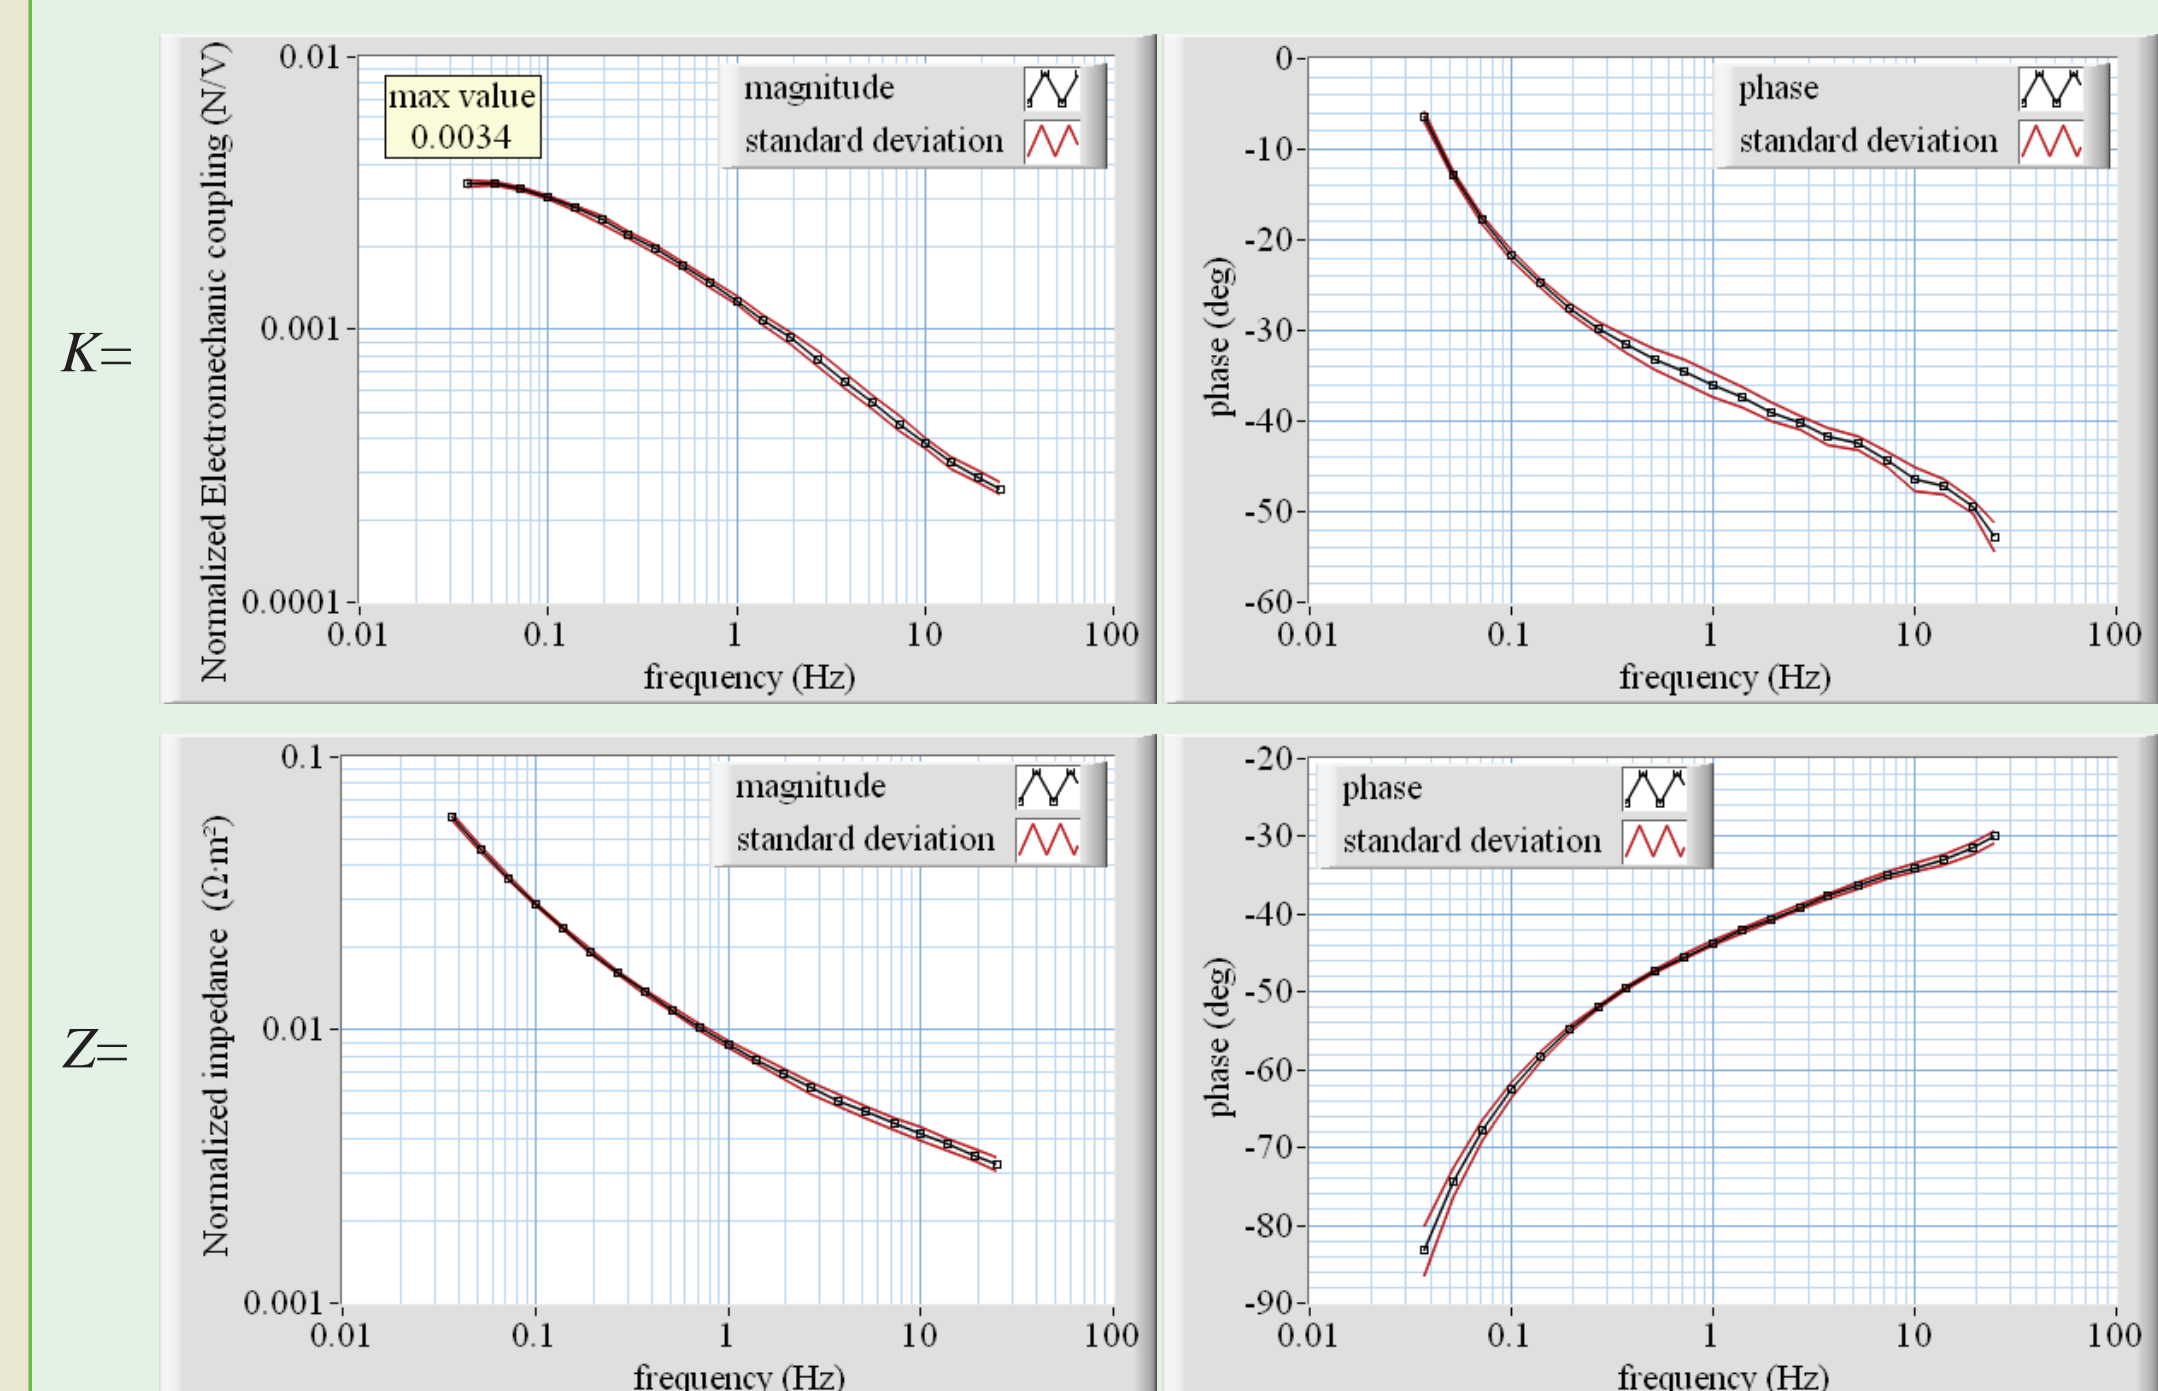 K=
Normalized Electromechanic coupling (N/V)
0.01
0.001
0.0001
max value
0.0034
magnitude
standard deviation
0.01 0.1 1 10 100
frequency (Hz)
phase (deg)
0
-10
-20
-30
-40
-50
-60
phase
standard deviation
0.01 0.1 1 10 100
frequency (Hz)
Z=
Normalized impedance (Ω·m²)
0.1
0.01
0.001
magnitude
standard deviation
0.01 0.1 1 10 100
frequency (Hz)
phase (deg)
-20
-30
-40
-50
-60
-70
-80
-90
phase
standard deviation
0.01 0.1 1 10 100
frequency (Hz)